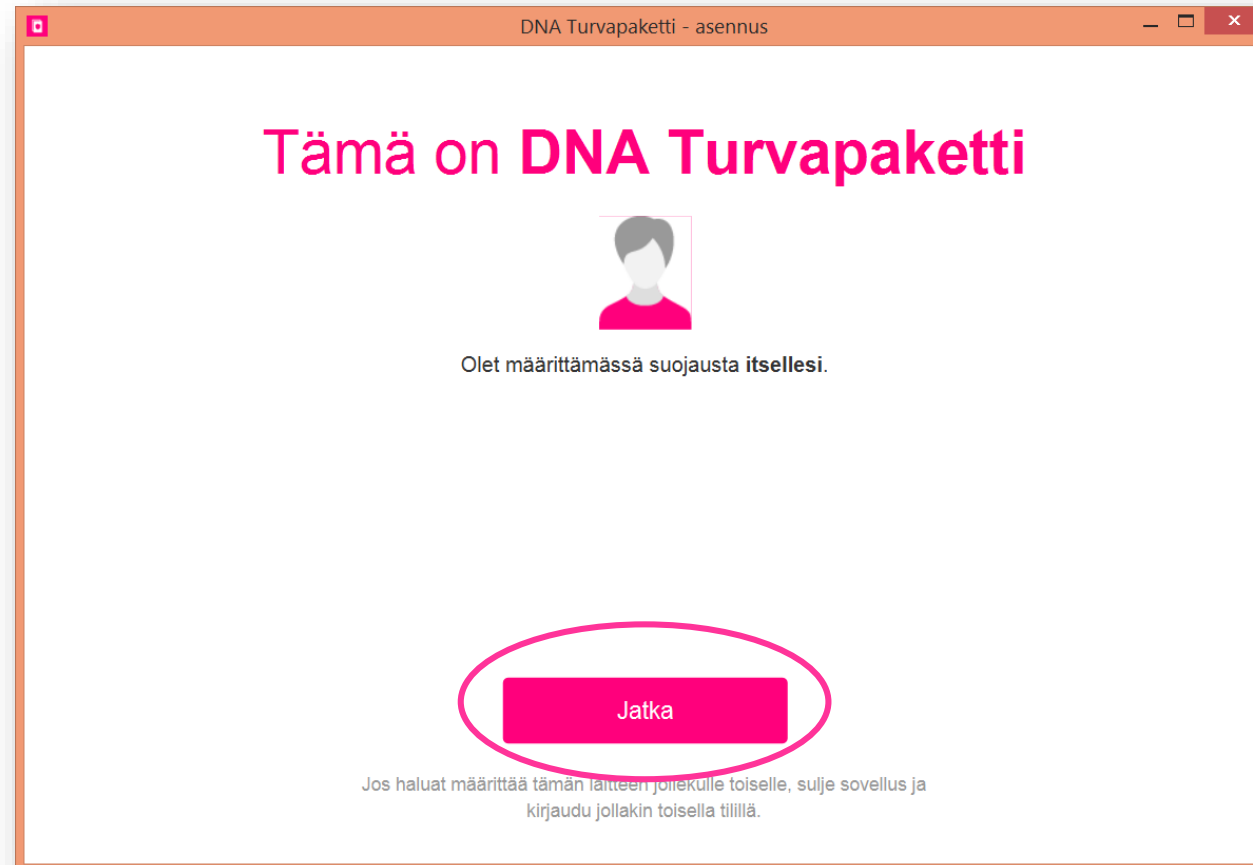 DNA Turvapaketti - asennus
Tämä on DNA Turvapaketti
Olet määrittämässä suojausta itsellesi.
Jatka
Jos haluat määrittää tämän laitteen jollekulle toiselle, sulje sovellus ja
kirjaudu jollakin toisella tilillä.